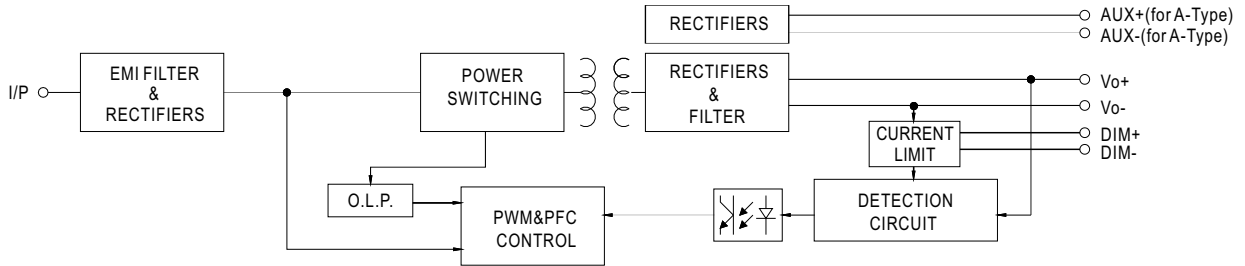 RECTIFIERS
AUX+(for A-Type)
AUX-(for A-Type)
I/P
EMI FILTER
&
RECTIFIERS
POWER
SWITCHING
RECTIFIERS
&
FILTER
Vo+
Vo-
CURRENT
LIMIT
DIM+
DIM-
O.L.P.
PWM&PFC
CONTROL
DETECTION
CIRCUIT